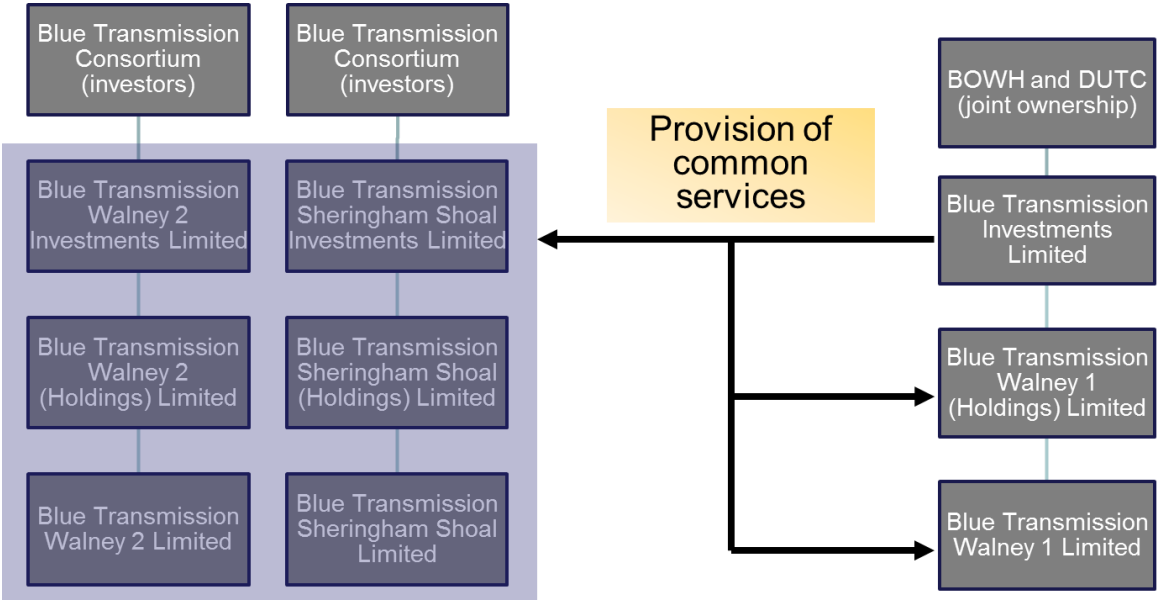 Blue Transmission
Consortium
(investors)
Blue Transmission
Walney 2
Investments Limited
Blue Transmission
Walney 2
(Holdings) Limited
Blue Transmission
Walney 2 Limited
Blue Transmission
Consortium
(investors)
Blue Transmission
Sheringham Shoal
Investments Limited
Blue Transmission
Sheringham Shoal
(Holdings) Limited
Blue Transmission
Sheringham Shoal
Limited
Provision of
common
services
BOWH and DUTC
(joint ownership)
Blue Transmission
Investments
Limited
Blue Transmission
Walney 1
(Holdings) Limited
Blue Transmission
Walney 1 Limited